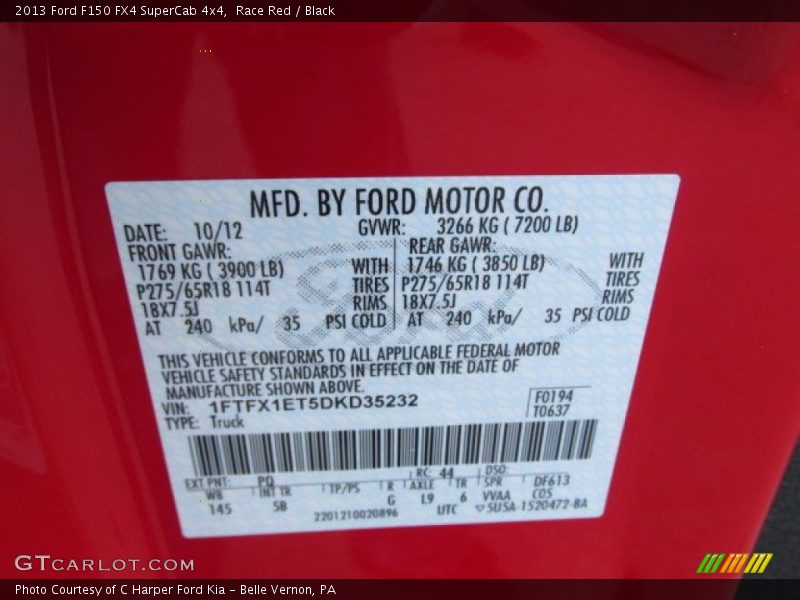 2013 Ford F150 FX4 SuperCab 4x4,  Race Red / Black
MFD. BY FORD MOTOR CO.
DATE: 10/12 GVWR: 3266 KG ( 7200 LB)
FRONT GAWR: REAR GAWR:
1769 KG ( 3900 LB) WITH 1746 KG ( 3850 LB) WITH
P275/65R18 114T TIRES P275/65R18 114T TIRES
18X7.5J RIMS 18X7.5J RIMS
AT 240 kPa/ 35 PSI COLD AT 240 kPa/ 35 PSI COLD
Ford
THIS VEHICLE CONFORMS TO ALL APPLICABLE FEDERAL MOTOR
VEHICLE SAFETY STANDARDS IN EFFECT ON THE DATE OF
MANUFACTURE SHOWN ABOVE.
VIN: 1FTFX1ET5DKD35232 F0194
TYPE: Truck T0637
EXT PNT: PQ RC: 44 DSO:
WB INT TR TP/PS R AXLE TR SPR DF613
145 SB G L9 6 VVAA C05
2201210020896 UTC ▽5U5A-1520472-BA
GTCARLOT.COM
Photo Courtesy of C Harper Ford Kia – Belle Vernon, PA